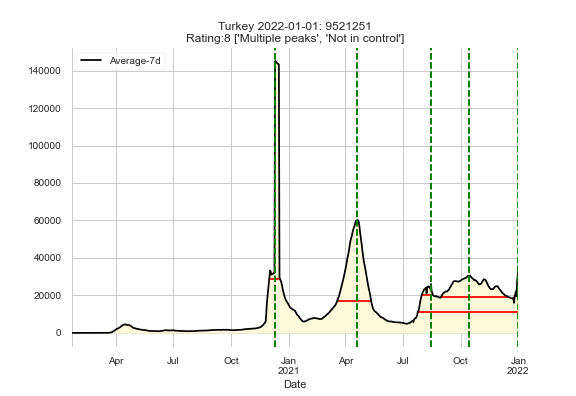 Turkey 2022-01-01: 9521251
Rating:8 ['Multiple peaks', 'Not in control']
Average-7d
140000
120000
100000
80000
60000
40000
20000
0
Apr Jul Oct Jan Apr Jul Oct Jan
2021 2022
Date